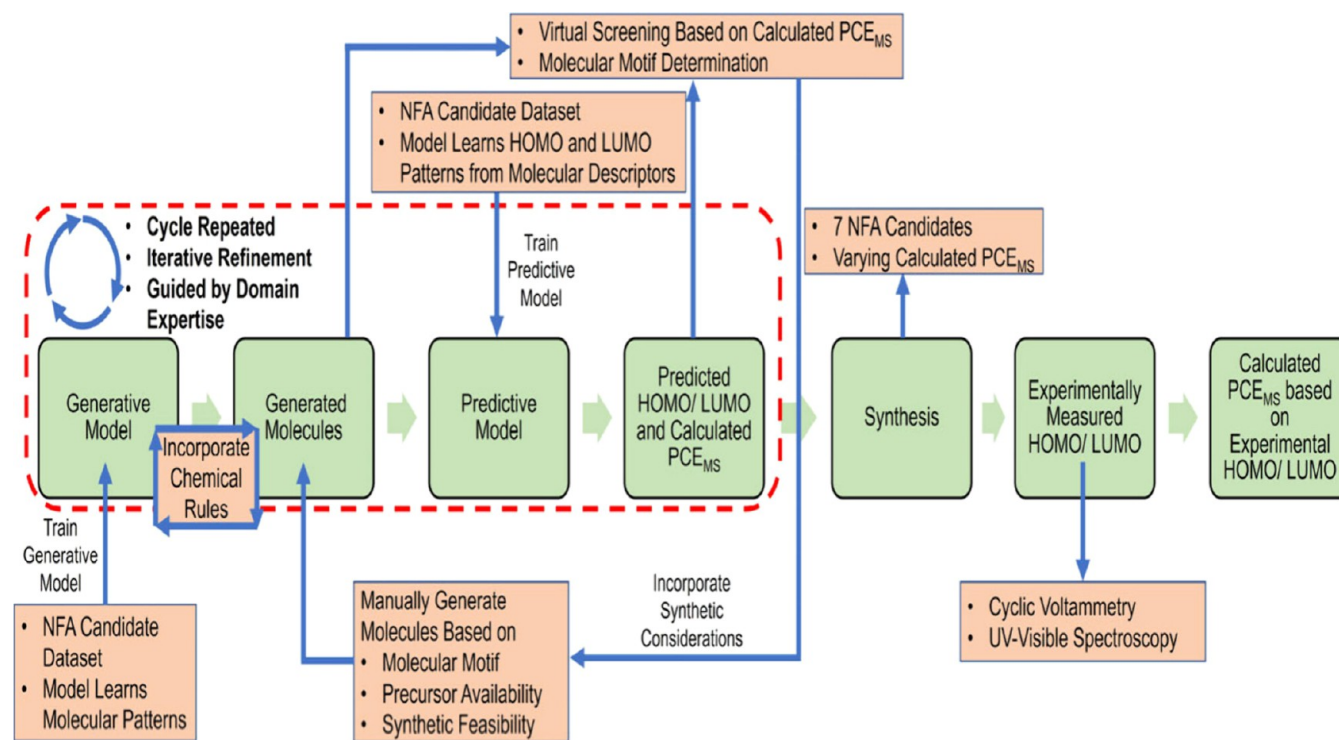 • Virtual Screening Based on Calculated PCE_MS
• Molecular Motif Determination
• NFA Candidate Dataset
• Model Learns HOMO and LUMO
Patterns from Molecular Descriptors
• Cycle Repeated
• Iterative Refinement
• Guided by Domain
Expertise
Train
Predictive
Model
• 7 NFA Candidates
• Varying Calculated PCE_MS
Generative
Model
Incorporate
Chemical
Rules
Generated
Molecules
Predictive
Model
Predicted
HOMO/ LUMO
and Calculated
PCE_MS
Synthesis
Experimentally
Measured
HOMO/ LUMO
Calculated
PCE_MS based
on
Experimental
HOMO/ LUMO
Train
Generative
Model
• NFA Candidate
Dataset
• Model Learns
Molecular Patterns
Manually Generate
Molecules Based on
• Molecular Motif
• Precursor Availability
• Synthetic Feasibility
Incorporate
Synthetic
Considerations
• Cyclic Voltammetry
• UV-Visible Spectroscopy